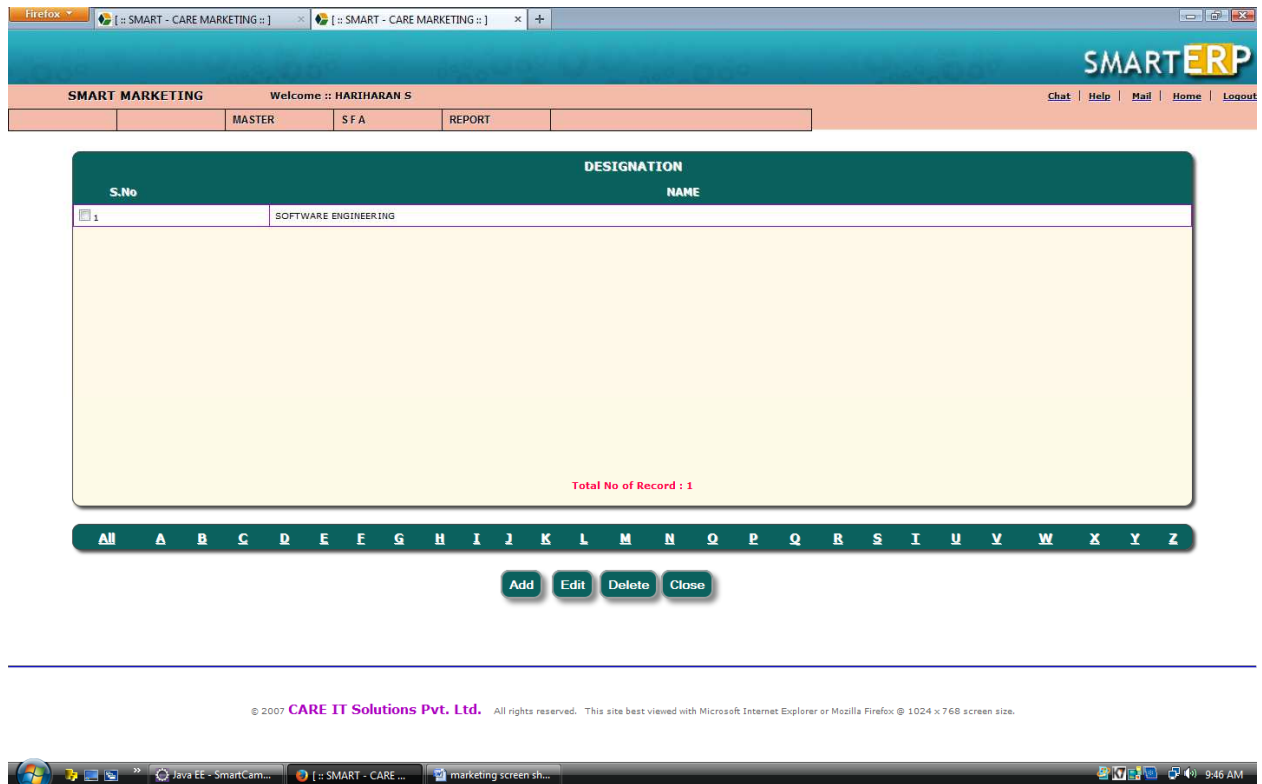 Firefox
[ :: SMART - CARE MARKETING :: ] × [ :: SMART - CARE MARKETING :: ] × +
SMARTERP
SMART MARKETING Welcome :: HARIHARAN S Chat | Help | Mail | Home | Logout
MASTER S F A REPORT
DESIGNATION
S.No NAME
1 SOFTWARE ENGINEERING
Total No of Record : 1
All A B C D E F G H I J K L M N O P Q R S T U V W X Y Z
Add Edit Delete Close
© 2007 CARE IT Solutions Pvt. Ltd. All rights reserved. This site best viewed with Microsoft Internet Explorer or Mozilla Firefox @ 1024 x 768 screen size.
» Java EE - SmartCam... [ :: SMART - CARE ... marketing screen sh... 9:46 AM